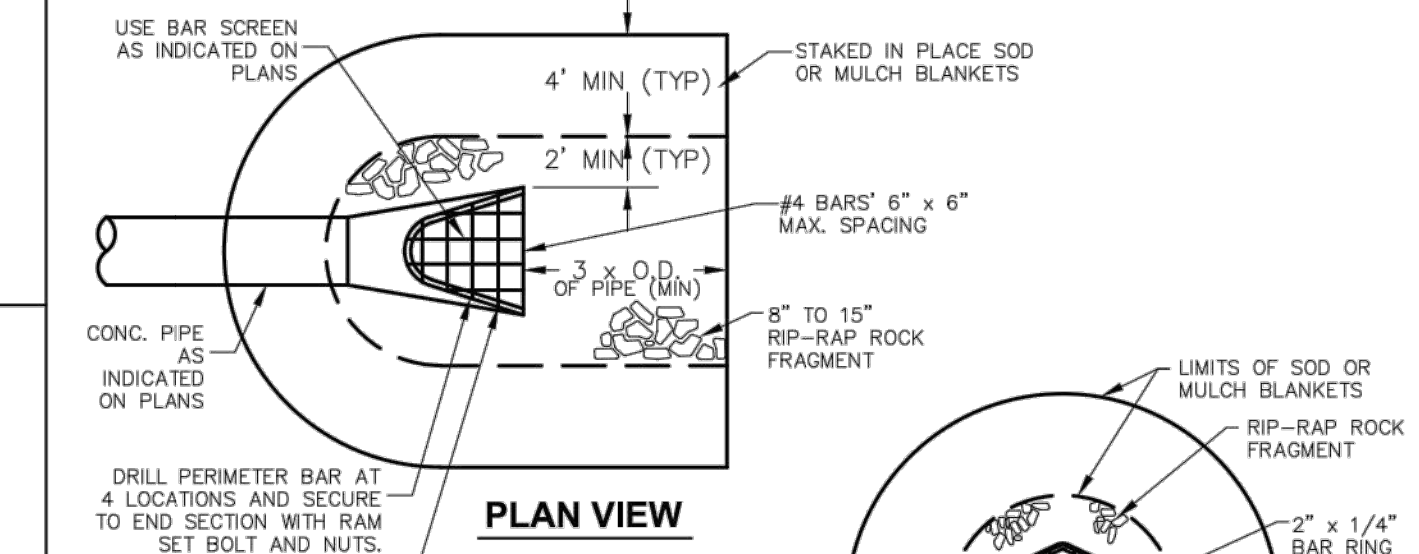 USE BAR SCREEN
AS INDICATED ON
PLANS
4' MIN (TYP)
STAKED IN PLACE SOD
OR MULCH BLANKETS
2' MIN (TYP)
#4 BARS' 6" x 6"
MAX. SPACING
3 x O.D.
OF PIPE (MIN)
8" TO 15"
RIP-RAP ROCK
FRAGMENT
CONC. PIPE
AS
INDICATED
ON PLANS
LIMITS OF SOD OR
MULCH BLANKETS
RIP-RAP ROCK
FRAGMENT
DRILL PERIMETER BAR AT
4 LOCATIONS AND SECURE
TO END SECTION WITH RAM
SET BOLT AND NUTS.
PLAN VIEW
2" x 1/4"
BAR RING